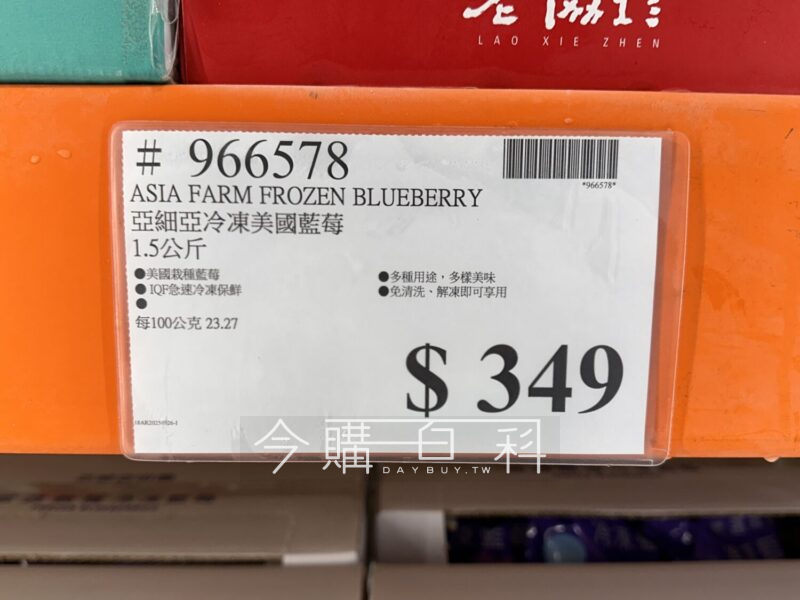 LAO XIE ZHEN
# 966578
*966578*
ASIA FARM FROZEN BLUEBERRY
亞細亞冷凍美國藍莓
1.5公斤
●美國栽種藍莓
●多種用途，多樣美味
● IQF急速冷凍保鮮
●免清洗、解凍即可享用
●
每100公克 23.27
$ 349
今購百科
DAYBUY.TW